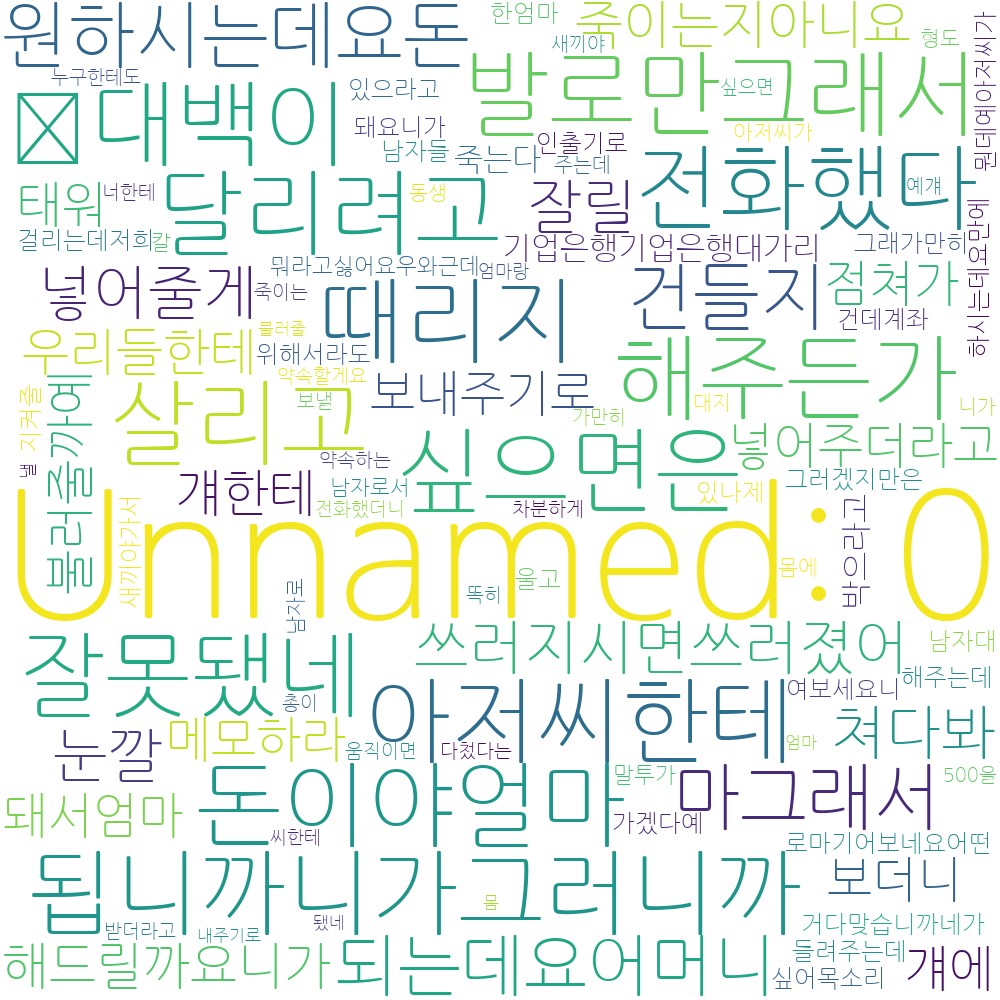 원하시는데요돈
한엄마
죽이는지아니요
새끼야
형도
뭔데예아저씨가
누구한테도
대백이
있으라고
발로만그래서
싶으면
돼요니가
인출기로
아저씨가
남자들
죽는다
주는데
전화했다
예걔
태워
너한테
달리려고
동생
잘릴
걸리는데저희
칼
기업은행기업은행대가리
그래가만히
하시는데요만에
넣어줄게
뭐라고싫어요우와근데
엄마랑
죽이는
때리지
건들지
점쳐가
건데계좌
물러줄
우리들한테
위해서라도
약속할게요
해주든가
보내주기로
보낼
대지
니가
지켜줄
불러줄까예
살리고
가만히
싶으면은
넣어주더라고
약속하는
별
걔한테
남자로서
있나제
그러겠지만은
새끼야가서
전화했더니
차분하게
박으라고
Unnamed: 0
몸에
울고
똑히
남자로
잘못됐네
쓰러지시면쓰러졌어
남자대
해주는데
총이
아저씨한테
여보세요니
눈깔
메모하라
움직이면
다쳤다는
엄마
쳐다봐
돼서엄마
돈이야얼마
말투가
마그래서
500을
씨한테
가겠다예
로마기어보네요어떤
됩니까니가그러니까
보더니
몸
받더라고
내주기로
됐네
거다맞습니까네가
해드릴까요니가
되는데요어머니
들려주는데
싶어목소리
걔에